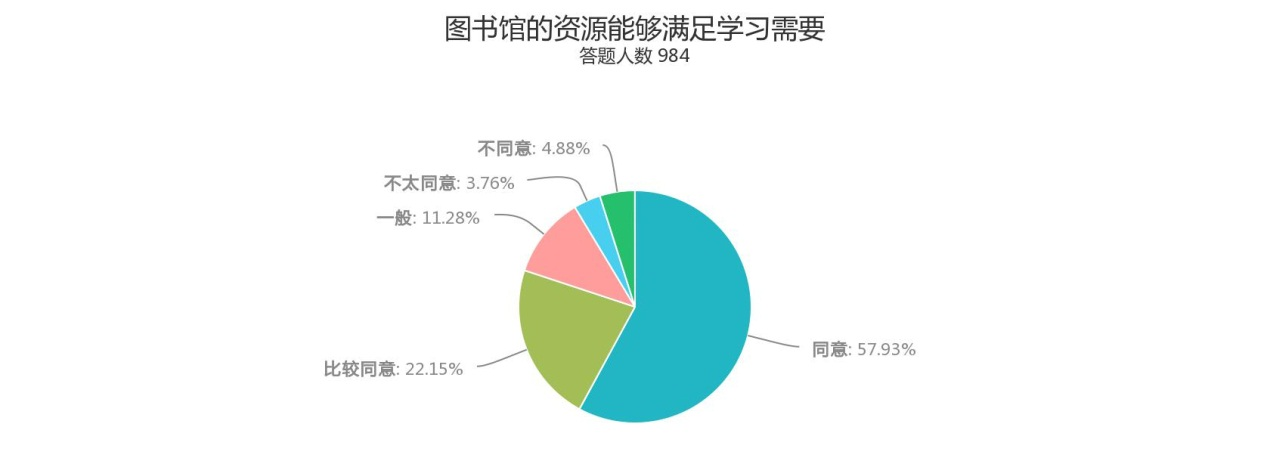 图书馆的资源能够满足学习需要
答题人数 984
不同意: 4.88%
不太同意: 3.76%
一般: 11.28%
同意: 57.93%
比较同意: 22.15%